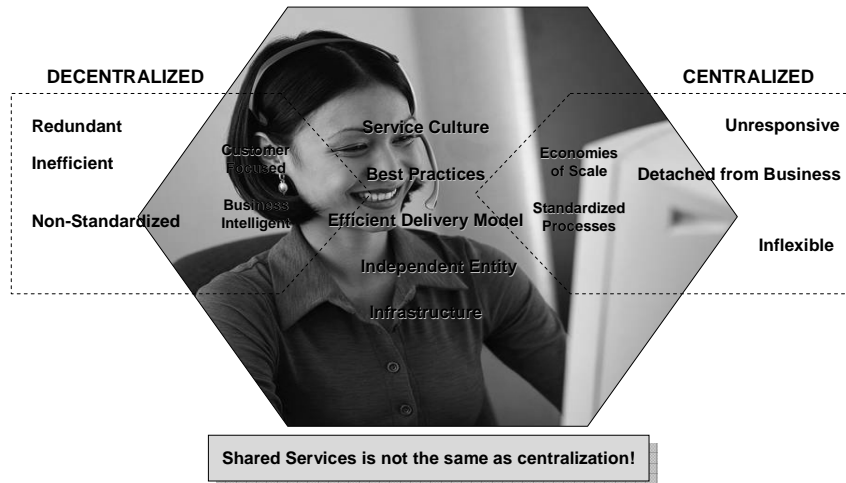 DECENTRALIZED
CENTRALIZED
Redundant
Inefficient
Non-Standardized
Customer
Focused
Business
Intelligent
Service Culture
Best Practices
Efficient Delivery Model
Independent Entity
Infrastructure
Economies
of Scale
Standardized
Processes
Unresponsive
Detached from Business
Inflexible
Shared Services is not the same as centralization!